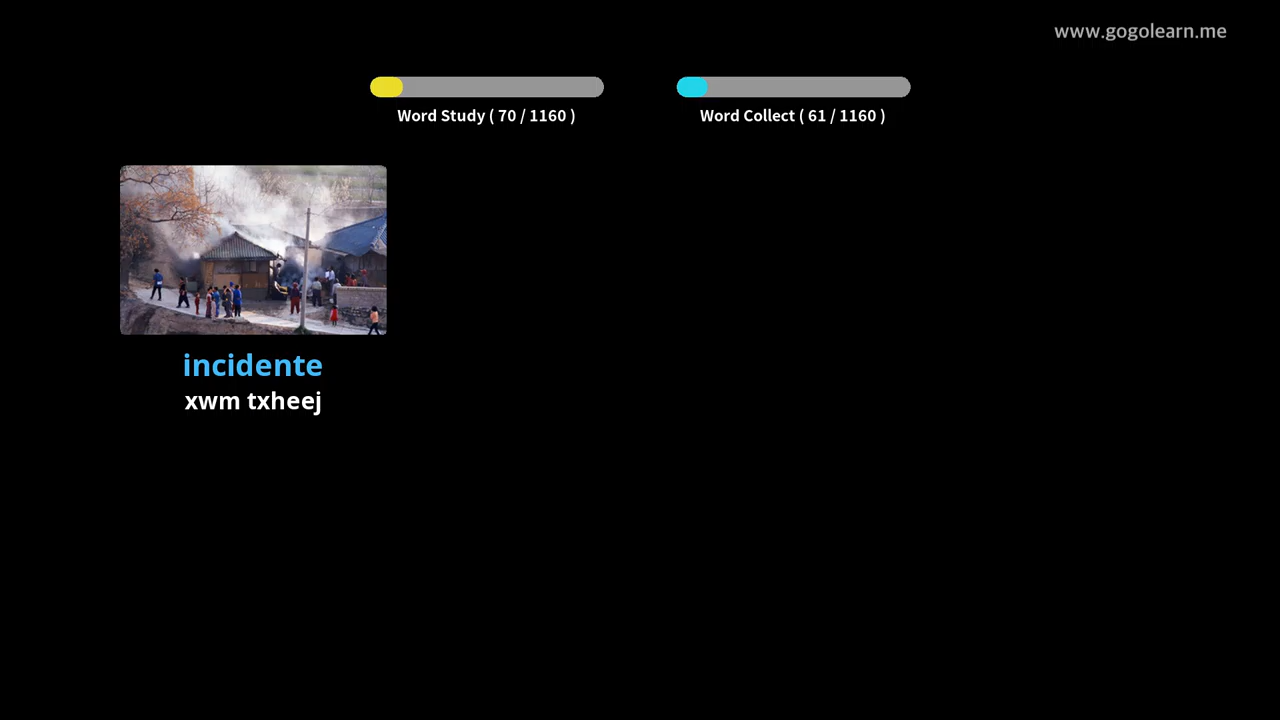 www.gogolearn.me
Word Study ( 70 / 1160 )
Word Collect ( 61 / 1160 )
incidente
xwm txheej